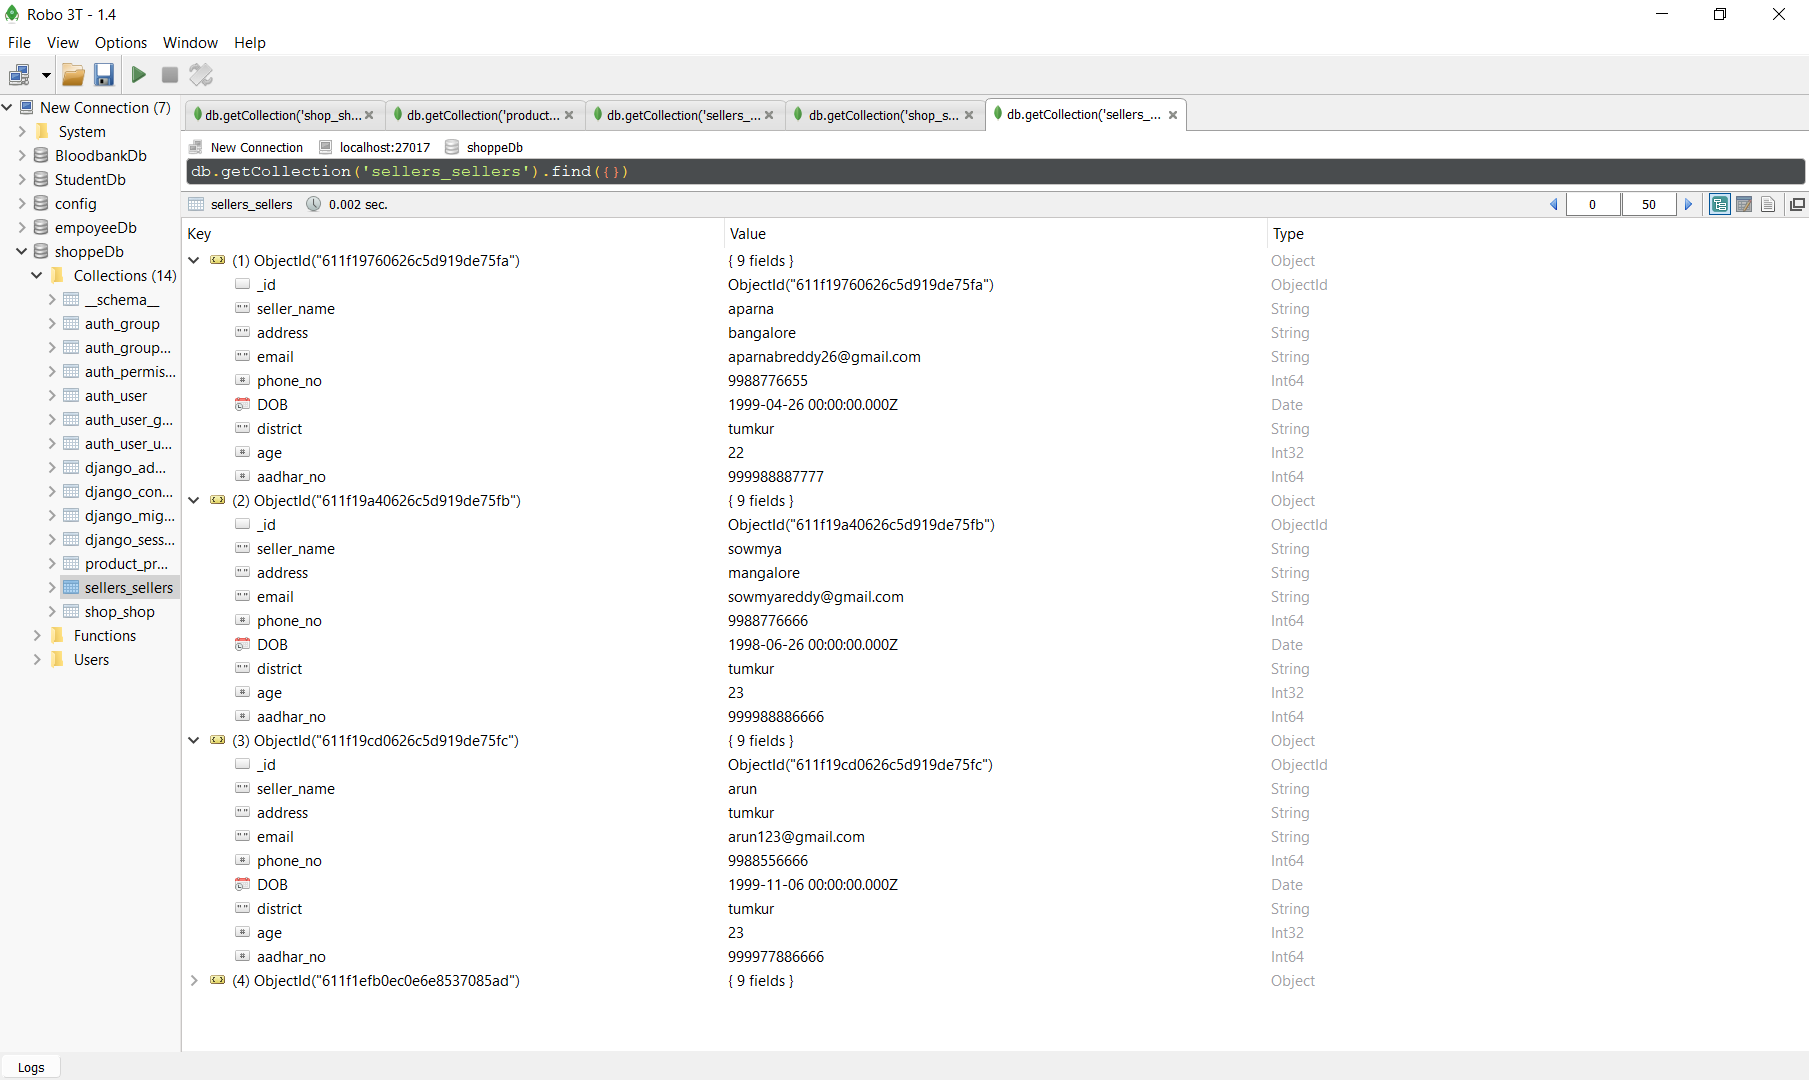 Robo 3T - 1.4
File View Options Window Help
New Connection (7)
System
BloodbankDb
StudentDb
config
empoyeeDb
shoppeDb
Collections (14)
__schema__
auth_group
auth_group...
auth_permis...
auth_user
auth_user_g...
auth_user_u...
django_ad...
django_con...
django_mig...
django_sess...
product_pr...
sellers_sellers
shop_shop
Functions
Users
db.getCollection('shop_sh... db.getCollection('product... db.getCollection('sellers_... db.getCollection('shop_s... db.getCollection('sellers_...
New Connection localhost:27017 shoppeDb
db.getCollection('sellers_sellers').find({})
sellers_sellers 0.002 sec. 0 50
Key Value Type
(1) ObjectId("611f19760626c5d919de75fa") { 9 fields } Object
_id ObjectId("611f19760626c5d919de75fa") ObjectId
seller_name aparna String
address bangalore String
email aparnabreddy26@gmail.com String
phone_no 9988776655 Int64
DOB 1999-04-26 00:00:00.000Z Date
district tumkur String
age 22 Int32
aadhar_no 999988887777 Int64
(2) ObjectId("611f19a40626c5d919de75fb") { 9 fields } Object
_id ObjectId("611f19a40626c5d919de75fb") ObjectId
seller_name sowmya String
address mangalore String
email sowmyareddy@gmail.com String
phone_no 9988776666 Int64
DOB 1998-06-26 00:00:00.000Z Date
district tumkur String
age 23 Int32
aadhar_no 999988886666 Int64
(3) ObjectId("611f19cd0626c5d919de75fc") { 9 fields } Object
_id ObjectId("611f19cd0626c5d919de75fc") ObjectId
seller_name arun String
address tumkur String
email arun123@gmail.com String
phone_no 9988556666 Int64
DOB 1999-11-06 00:00:00.000Z Date
district tumkur String
age 23 Int32
aadhar_no 999977886666 Int64
(4) ObjectId("611f1efb0ec0e6e8537085ad") { 9 fields } Object
Logs